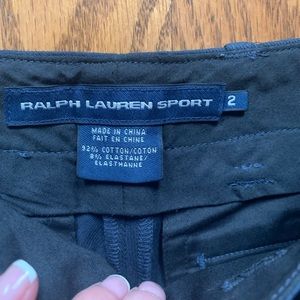 RALPH LAUREN SPORT 2
MADE IN CHINA
FAIT EN CHINE
92% COTTON/COTON
8% ELASTANE/
ELASTHANNE